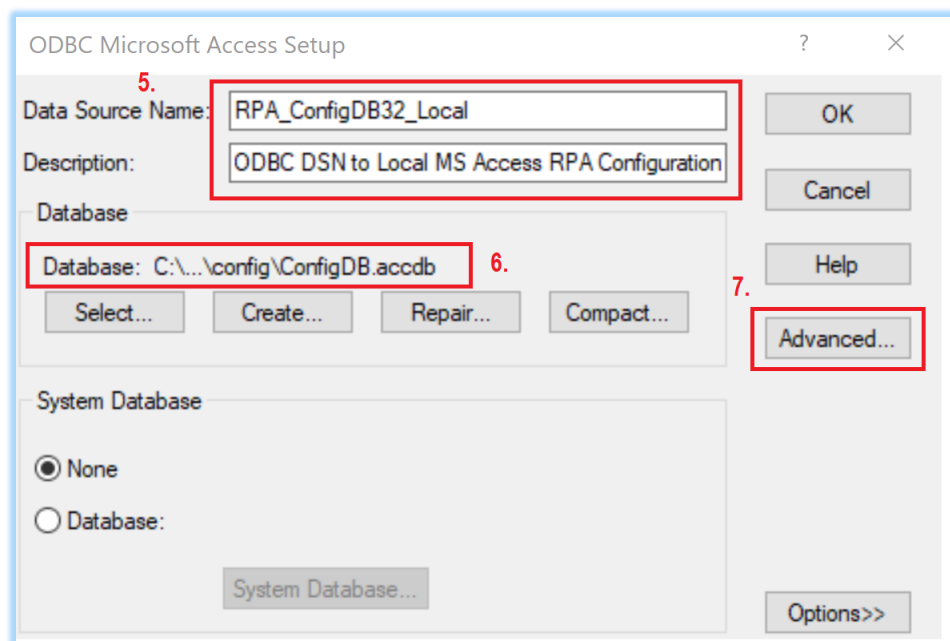 ODBC Microsoft Access Setup ?
5.
Data Source Name: RPA_ConfigDB32_Local OK
Description: ODBC DSN to Local MS Access RPA Configuration
Cancel
Database
Database: C:\...\config\ConfigDB.accdb 6. Help
7.
Select... Create... Repair... Compact...
Advanced...
System Database
None
Database:
System Database...
Options>>